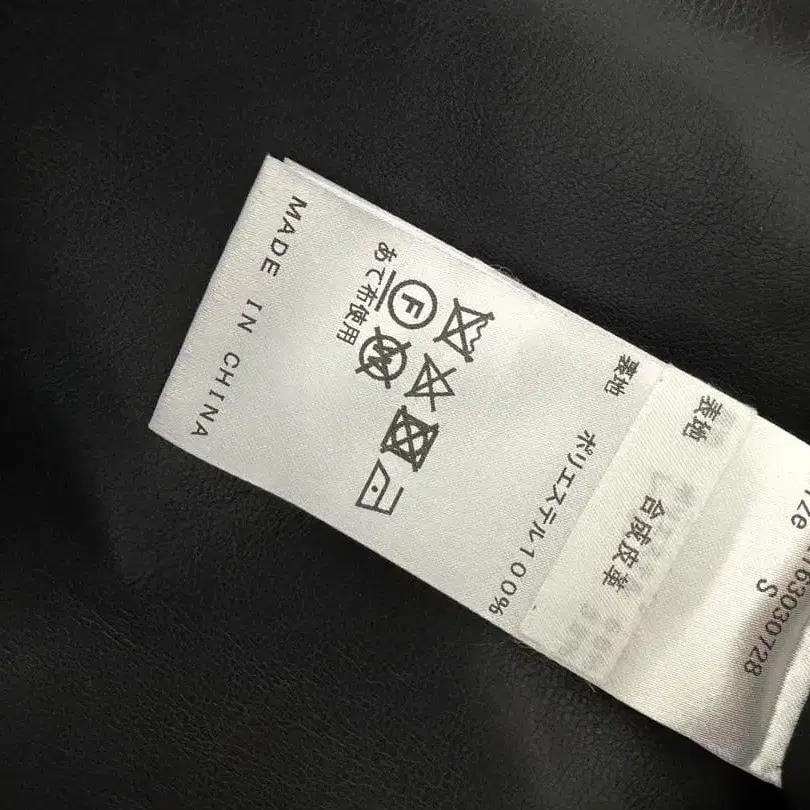 63030728
S
表地
合成皮革
裏地
ポリエステル100%
F
W
あて布使用
MADE IN CHINA